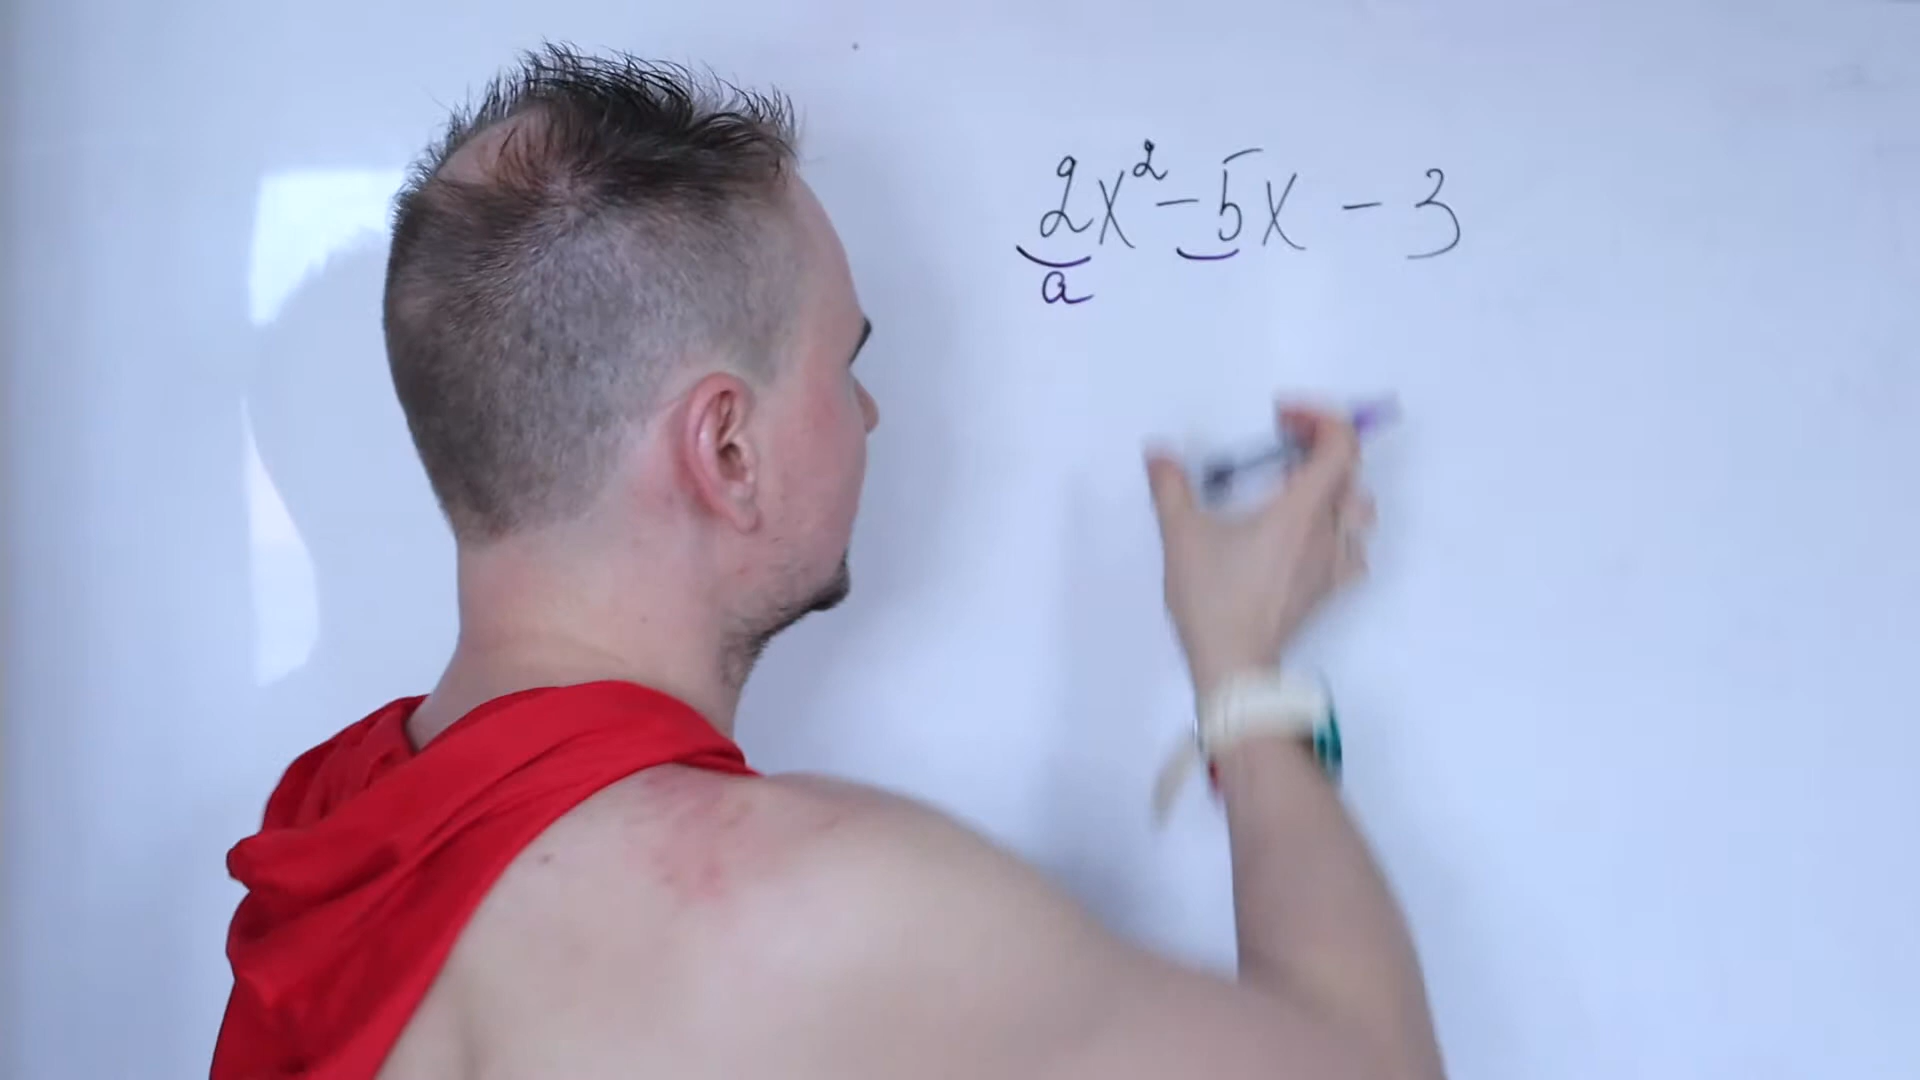 2x² - 5x - 3
a